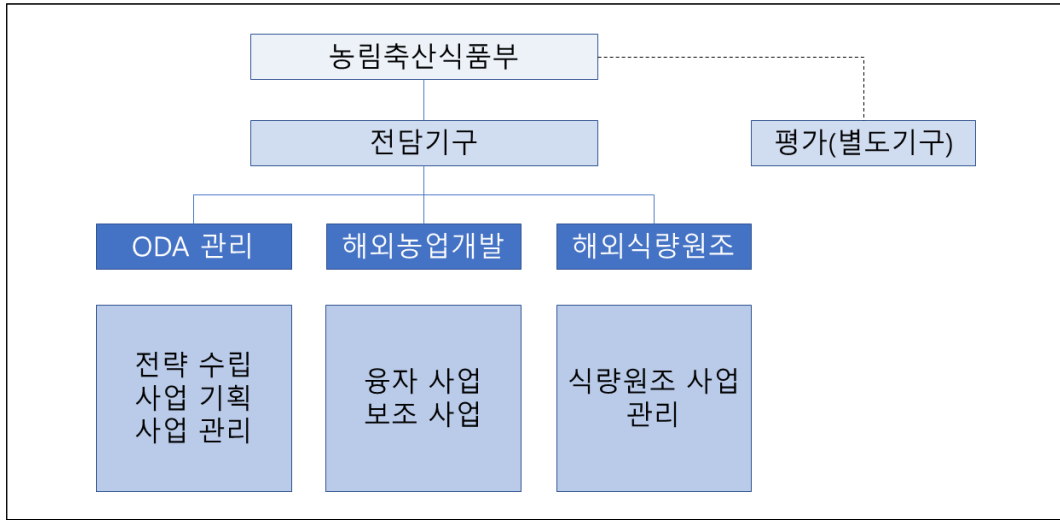 농림축산식품부
전담기구
평가(별도기구)
ODA 관리
해외농업개발
해외식량원조
전략 수립
사업 기획
사업 관리
융자 사업
보조 사업
식량원조 사업
관리